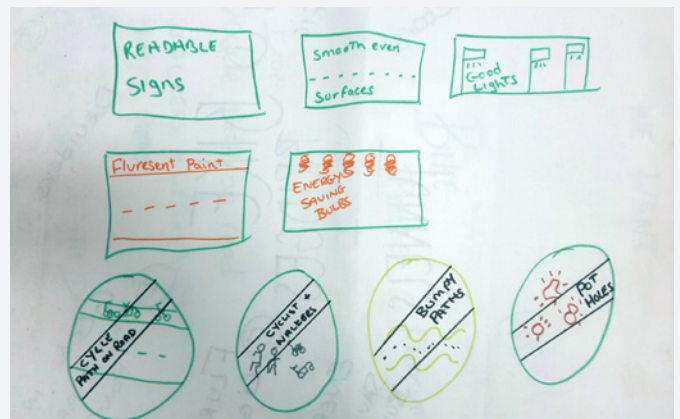 READABLE
Signs
Smooth even
Surfaces
Good
Lights
Fluresent Paint
ENERGY
SAVING
BULBS
CYCLE
PATH ON ROAD
CYCLIST +
WALKERS
BUMPY
PATHS
POT
HOLES